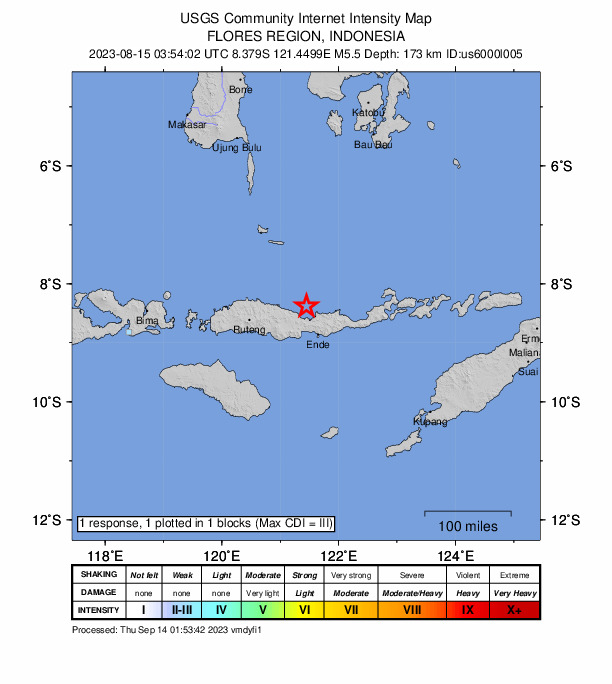 USGS Community Internet Intensity Map
FLORES REGION, INDONESIA
2023-08-15 03:54:02 UTC 8.379S 121.4499E M5.5 Depth: 173 km ID:us6000l005
Bone
Makasar
Katobu
Ujung Bulu
Bau Bau
6°S 6°S
8°S 8°S
Bima
Ruteng
Ende
Erm
Malian
Suai
10°S 10°S
Kupang
12°S 12°S
1 response, 1 plotted in 1 blocks (Max CDI = III)
100 miles
118°E 120°E 122°E 124°E
SHAKING Not felt Weak Light Moderate Strong Very strong Severe Violent Extreme
DAMAGE none none none Very light Light Moderate Moderate/Heavy Heavy Very Heavy
INTENSITY I II-III IV V VI VII VIII IX X+
Processed: Thu Sep 14 01:53:42 2023 vmdyfi1